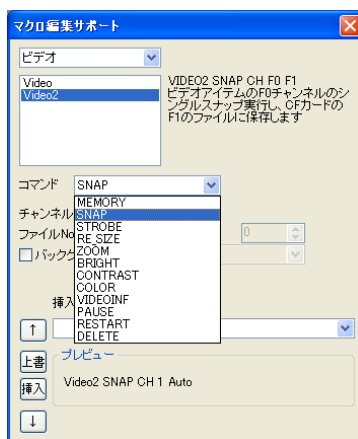 マクロ編集サポート
ビデオ
Video
Video2
VIDEO2 SNAP CH F0 F1
ビデオアイテムのF0チャンネルのシ
ングルスナップ実行し、CFカードの
F1のファイルに保存します
コマンド SNAP
MEMORY
チャンネル SNAP
STROBE
ファイルNo RE_SIZE 0
ZOOM
バックグ BRIGHT
CONTRAST
COLOR
VIDEOINF
挿入 PAUSE
RESTART
↑ DELETE
上書 プレビュー
挿入 Video2 SNAP CH 1 Auto
↓